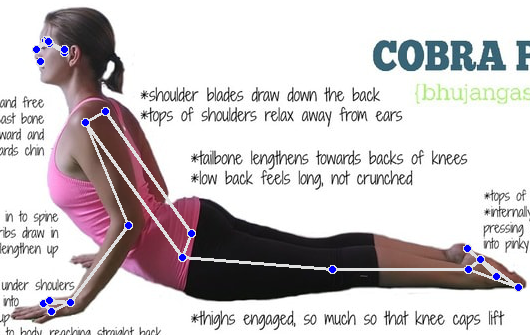 COBRA P
{bhujangas
*shoulder blades draw down the back
*tops of shoulders relax away from ears
and free
ast bone
ward and
ards chin
*tailbone lengthens towards backs of knees
*low back feels long, not crunched
*tops of
*internally
pressing
into pinky
in to spine
ribs draw in
lengthen up
under shoulers
into
up
to body reaching straight back
*thighs engaged, so much so that knee caps lift